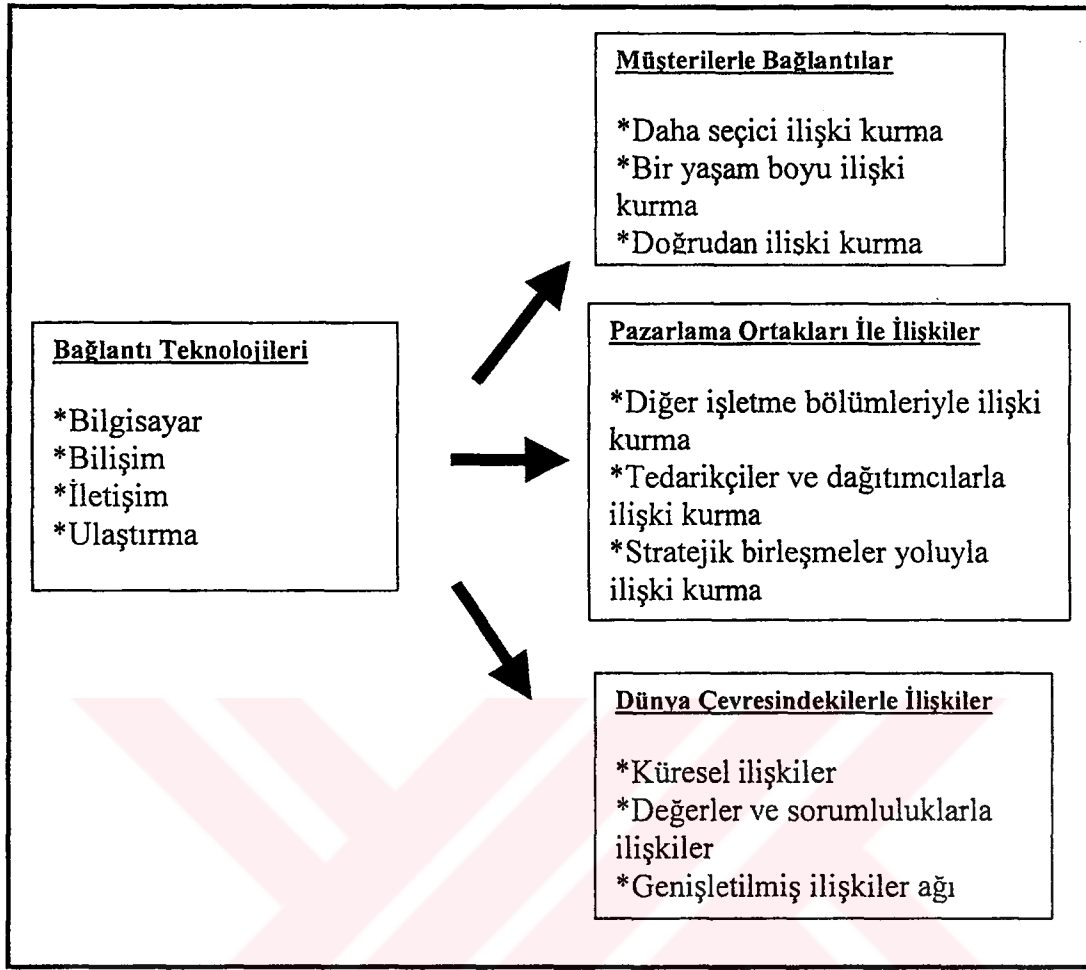 Müşterilerle Bağlantılar
*Daha seçici ilişki kurma
*Bir yaşam boyu ilişki
kurma
*Doğrudan ilişki kurma
Bağlantı Teknolojileri
*Bilgisayar
*Bilişim
*İletişim
*Ulaştırma
Pazarlama Ortakları İle İlişkiler
*Diğer işletme bölümleriyle ilişki
kurma
*Tedarikçiler ve dağıtımcılarla
ilişki kurma
*Stratejik birleşmeler yoluyla
ilişki kurma
Dünya Çevresindekilerle İlişkiler
*Küresel ilişkiler
*Değerler ve sorumluluklarla
ilişkiler
*Genişletilmiş ilişkiler ağı